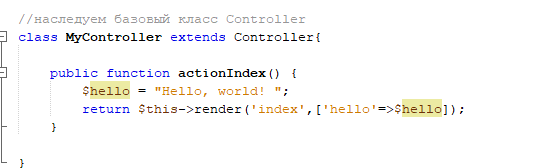 //наследуем базовый класс Controller
class MyController extends Controller{
public function actionIndex() {
$hello = "Hello, world! ";
return $this->render('index',['hello'=>$hello]);
}
}